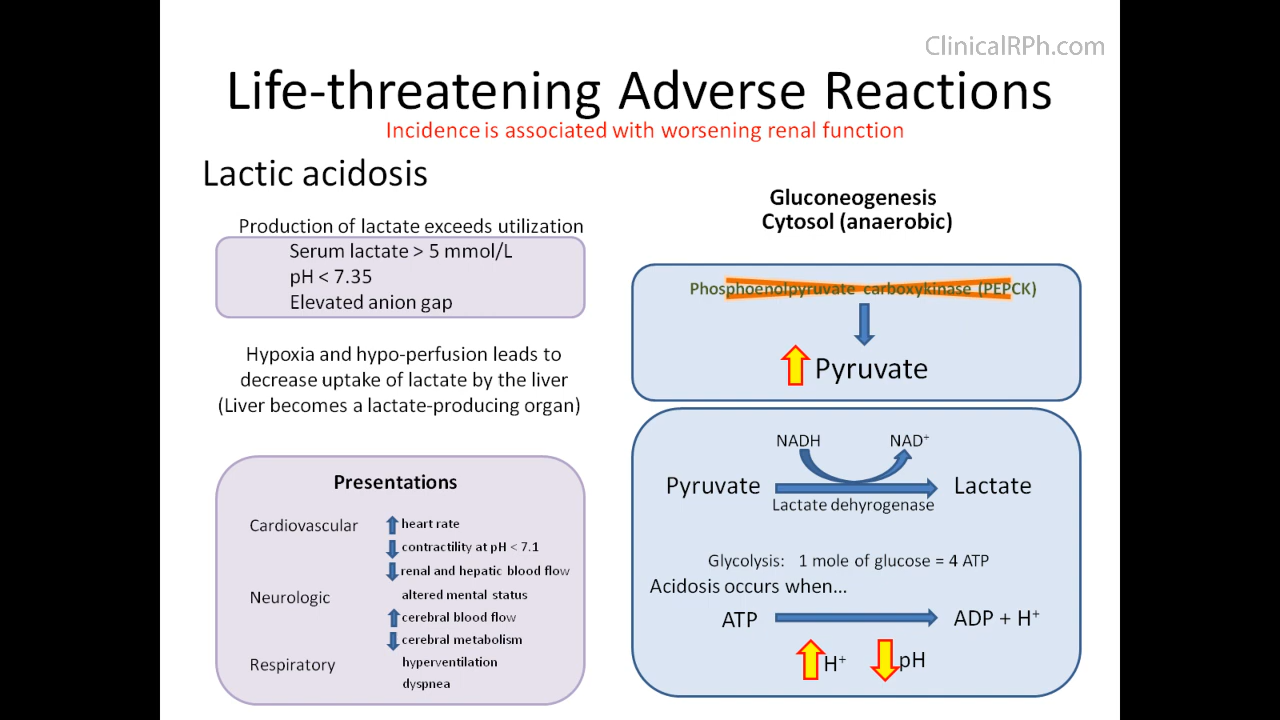 ClinicalRPh.com
Life-threatening Adverse Reactions
Incidence is associated with worsening renal function
Lactic acidosis
Production of lactate exceeds utilization
Serum lactate > 5 mmol/L
pH < 7.35
Elevated anion gap
Hypoxia and hypo-perfusion leads to
decrease uptake of lactate by the liver
(Liver becomes a lactate-producing organ)
Presentations
Cardiovascular
heart rate
contractility at pH < 7.1
renal and hepatic blood flow
Neurologic
altered mental status
cerebral blood flow
cerebral metabolism
Respiratory
hyperventilation
dyspnea
Gluconeogenesis
Cytosol (anaerobic)
Phosphoenolpyruvate carboxykinase (PEPCK)
Pyruvate
NADH NAD⁺
Pyruvate Lactate
Lactate dehyrogenase
Glycolysis: 1 mole of glucose = 4 ATP
Acidosis occurs when...
ATP ADP + H⁺
H⁺ pH